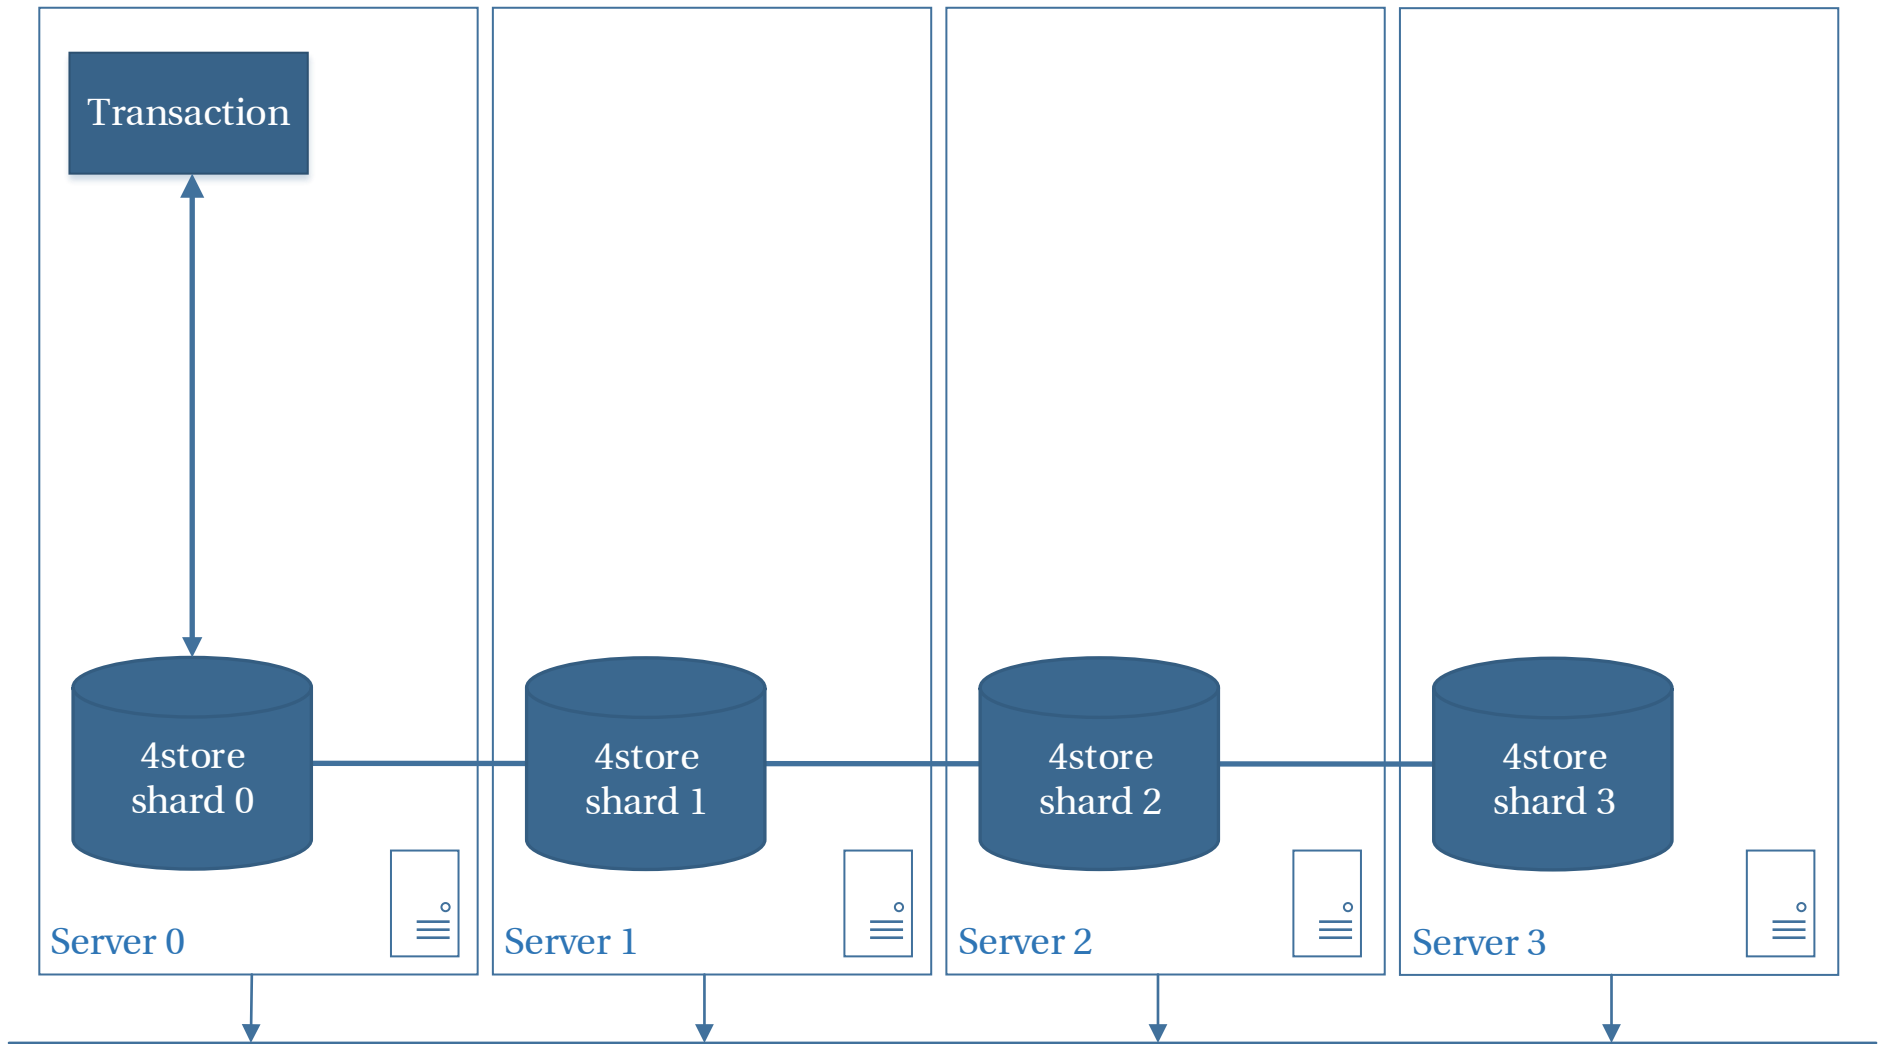 Transaction
4store
shard 0
4store
shard 1
4store
shard 2
4store
shard 3
Server 0
Server 1
Server 2
Server 3